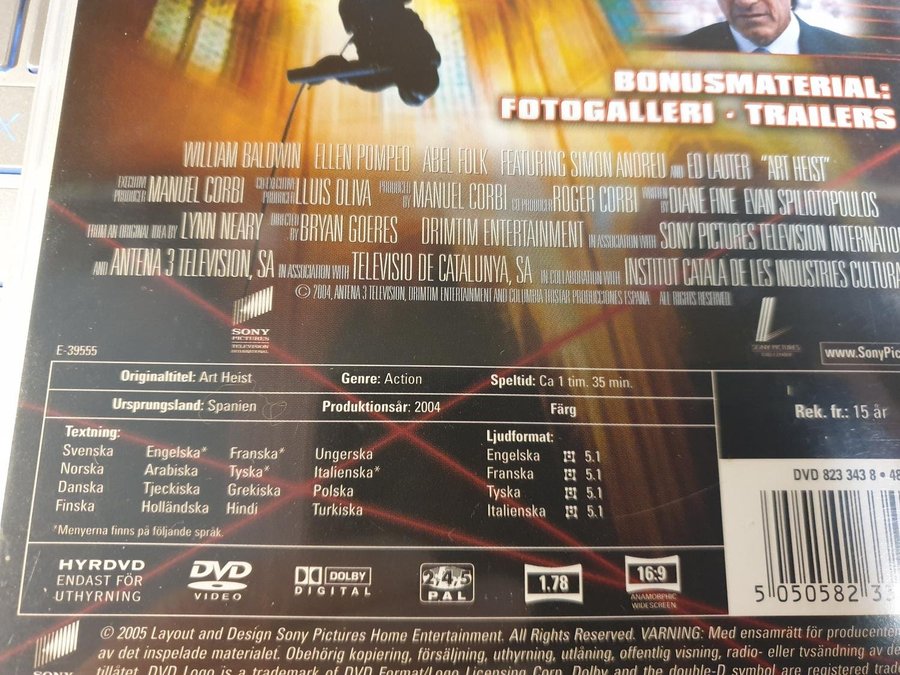 BONUSMATERIAL:
FOTOGALLERI · TRAILERS
WILLIAM BALDWIN ELLEN POMPEO ABEL FOLK FEATURING SIMON ANDREU AND ED LAUTER "ART HEIST"
EXECUTIVE PRODUCER MANUEL CORBI CO EXECUTIVE PRODUCER LLUIS OLIVA PRODUCED BY MANUEL CORBI CO PRODUCER ROGER CORBI WRITTEN BY DIANE FINE EVAN SPILIOTOPOULOS
FROM AN ORIGINAL IDEA BY LYNN NEARY DIRECTED BY BRYAN GOERES DRIMTIM ENTERTAINMENT IN ASSOCIATION WITH SONY PICTURES TELEVISION INTERNATIO
AND ANTENA 3 TELEVISION, SA IN ASSOCIATION WITH TELEVISIO DE CATALUNYA, SA IN COLLABORATION WITH INSTITUT CATALA DE LES INDUSTRIES CULTURA
© 2004, ANTENA 3 TELEVISION, DRIMTIM ENTERTAINMENT AND COLUMBIA TRISTAR PRODUCCIONES ESPANA. ALL RIGHTS RESERVED.
SONY
PICTURES
TELEVISION
INTERNATIONAL
SONY PICTURES
www.SonyPic
E-39555
Originaltitel: Art Heist Genre: Action Speltid: Ca 1 tim. 35 min.
Ursprungsland: Spanien Produktionsår: 2004 Färg
Rek. fr.: 15 år
Textning: Ljudformat:
Svenska Engelska* Franska* Ungerska Engelska 5.1
Norska Arabiska Tyska* Italienska* Franska 5.1
Danska Tjeckiska Grekiska Polska Tyska 5.1
Finska Holländska Hindi Turkiska Italienska 5.1
*Menyerna finns på följande språk.
DVD 823 343 8 • 48
5 050582 33
HYRDVD
ENDAST FÖR
UTHYRNING
DVD
VIDEO
DOLBY
DIGITAL
2 4 5
PAL
1.78
16:9
ANAMORPHIC
WIDESCREEN
© 2005 Layout and Design Sony Pictures Home Entertainment. All Rights Reserved. VARNING: Med ensamrätt för producenten
av det inspelade materialet. Obehörig kopiering, försäljning, uthyrning, utlåning, offentlig visning, radio- eller tvsändning av de
tillåtet. DVD Logo is a trademark of DVD Format/Logo Licensing Corp. Dolby and the double-D symbol are registered trade
SONY